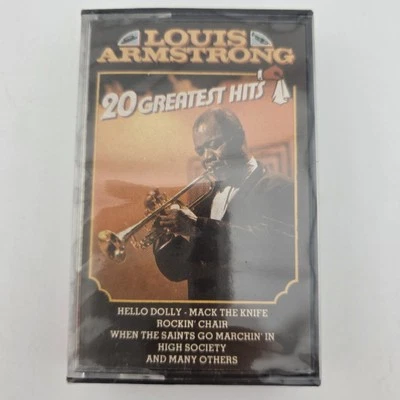 LOUIS
ARMSTRONG
20 GREATEST HITS
HELLO DOLLY - MACK THE KNIFE
ROCKIN' CHAIR
WHEN THE SAINTS GO MARCHIN' IN
HIGH SOCIETY
AND MANY OTHERS